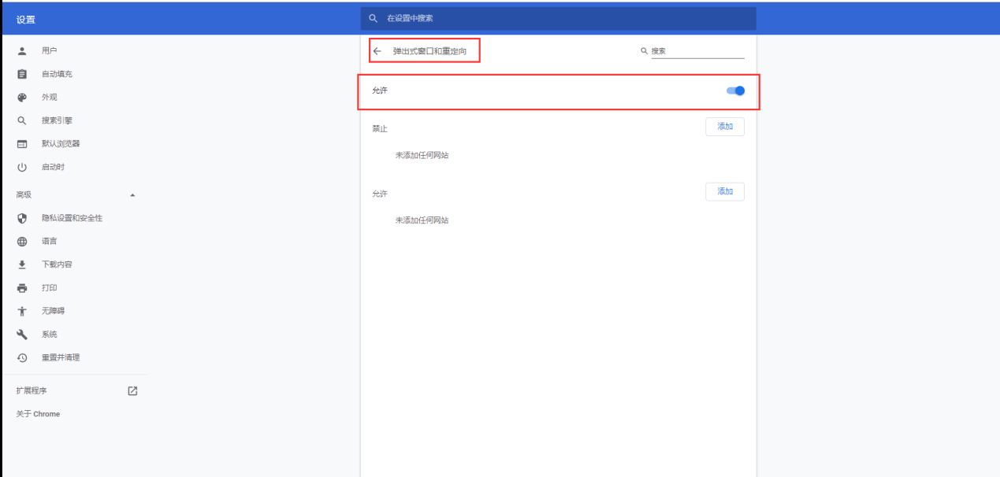 设置
在设置中搜索
用户
自动填充
外观
搜索引擎
默认浏览器
启动时
高级
隐私设置和安全性
语言
下载内容
打印
无障碍
系统
重置并清理
扩展程序
关于 Chrome
弹出式窗口和重定向
搜索
允许
禁止
添加
未添加任何网站
允许
添加
未添加任何网站